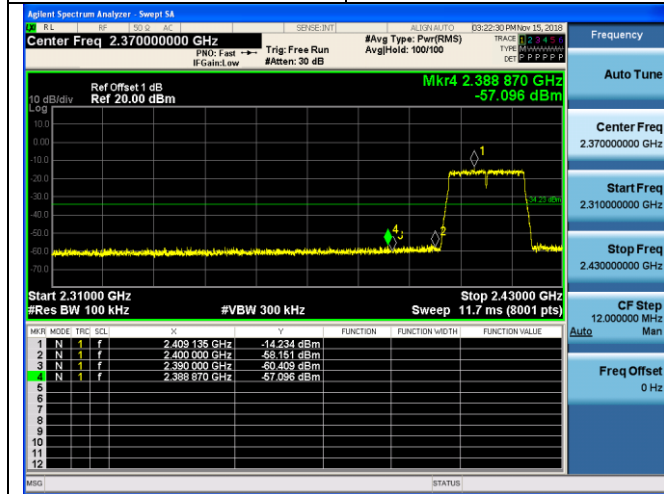 Agilent Spectrum Analyzer - Swept SA
RL RF 50 Ω AC SENSE:INT ALIGN AUTO 03:22:30 PM Nov 15, 2018
Center Freq 2.370000000 GHz #Avg Type: Pwr(RMS) TRACE 1 2 3 4 5 6
PNO: Fast Trig: Free Run Avg|Hold: 100/100 TYPE M
IFGain:Low #Atten: 30 dB DET P P P P P P
Mkr4 2.388 870 GHz
-57.096 dBm
Ref Offset 1 dB
10 dB/div Ref 20.00 dBm
Log
10.0
0.00
-10.0
-20.0
-30.0
-40.0
-50.0
-60.0
-70.0
1
2
4
3
-34.23 dBm
Start 2.31000 GHz Stop 2.43000 GHz
#Res BW 100 kHz #VBW 300 kHz Sweep 11.7 ms (8001 pts)
MKR MODE TRC SCL X Y FUNCTION FUNCTION WIDTH FUNCTION VALUE
1 N 1 f 2.409 135 GHz -14.234 dBm
2 N 1 f 2.400 000 GHz -58.151 dBm
3 N 1 f 2.390 000 GHz -60.409 dBm
4 N 1 f 2.388 870 GHz -57.096 dBm
5
6
7
8
9
10
11
12
MSG STATUS
Frequency
Auto Tune
Center Freq
2.370000000 GHz
Start Freq
2.310000000 GHz
Stop Freq
2.430000000 GHz
CF Step
12.000000 MHz
Auto Man
Freq Offset
0 Hz